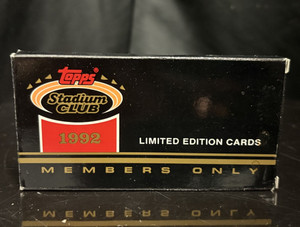 Topps
Stadium
CLUB
1992
LIMITED EDITION CARDS
MEMBERS ONLY